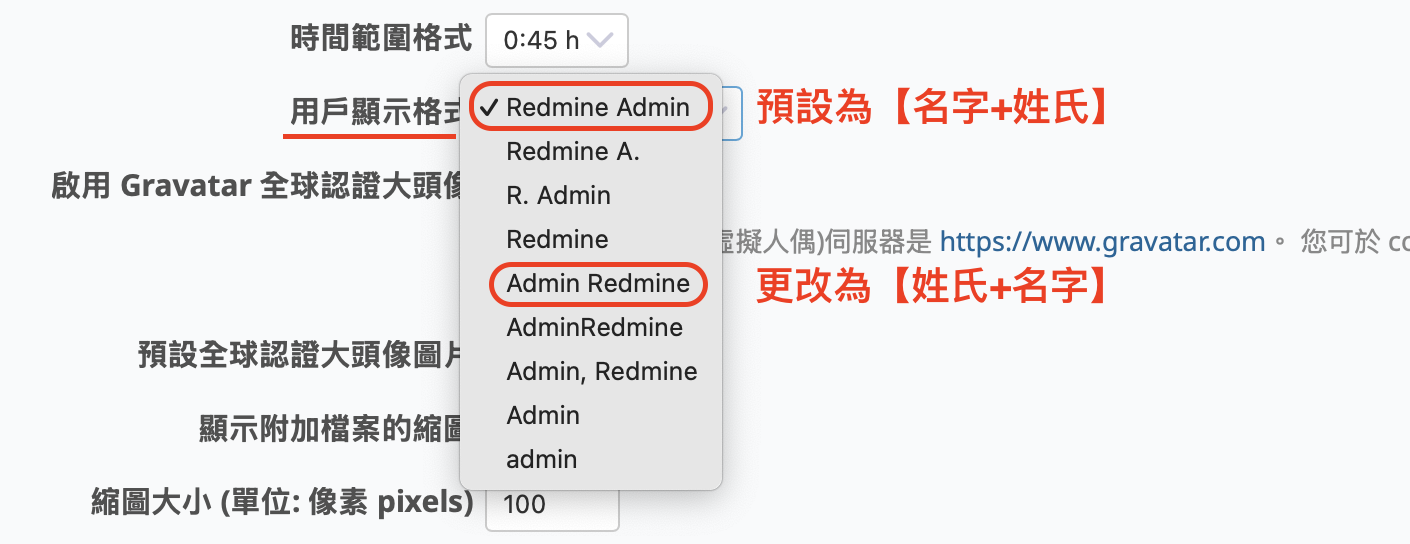 時間範圍格式 0:45 h
用戶顯示格式
✓ Redmine Admin 預設為【名字+姓氏】
Redmine A.
R. Admin
啟用 Gravatar 全球認證大頭像
Redmine
虛擬人偶)伺服器是 https://www.gravatar.com 。 您可於
Admin Redmine 更改為【姓氏+名字】
AdminRedmine
預設全球認證大頭像圖片
Admin, Redmine
顯示附加檔案的縮圖
Admin
admin
縮圖大小 (單位: 像素 pixels) 100